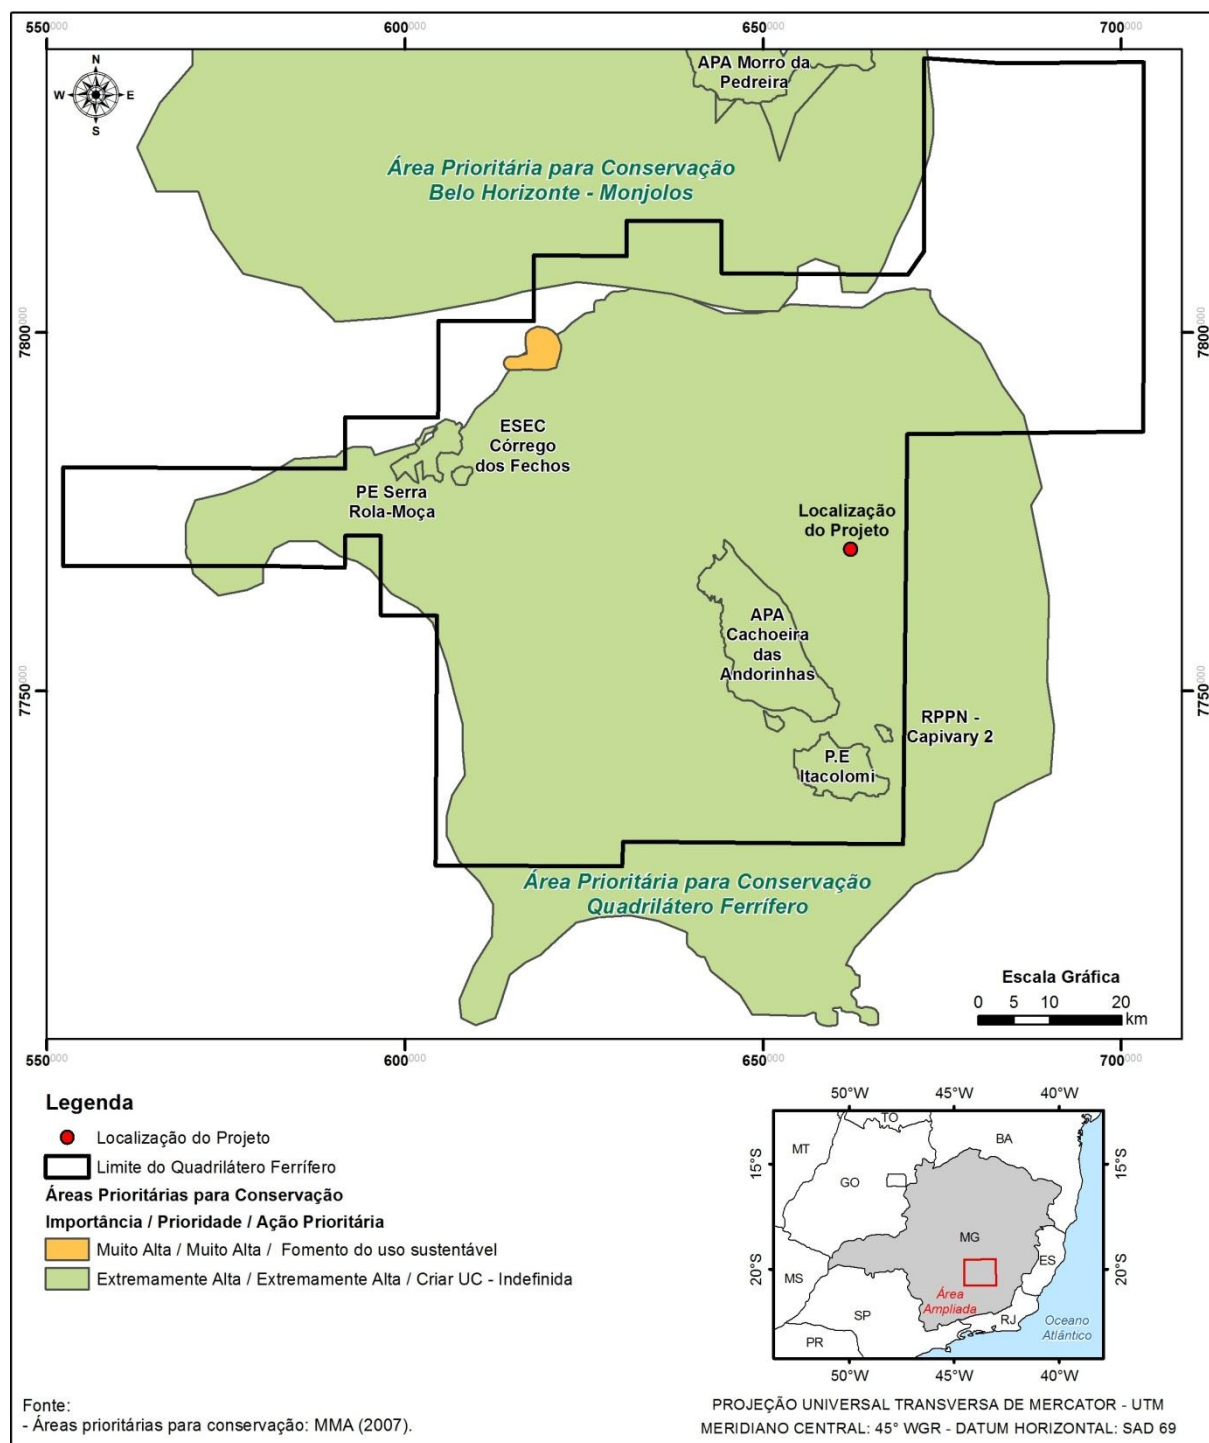 550000
600000
650000
700000
N
W
E
S
APA Morro da
Pedreira
Área Prioritária para Conservação
Belo Horizonte - Monjolos
7800000
7800000
ESEC
Córrego
dos Fechos
PE Serra
Rola-Moça
Localização
do Projeto
APA
Cachoeira
das
Andorinhas
7750000
7750000
RPPN -
Capivary 2
P.E
Itacolomi
Área Prioritária para Conservação
Quadrilátero Ferrífero
Escala Gráfica
0 5 10 20
km
550000
600000
650000
700000
Legenda
Localização do Projeto
Limite do Quadrilátero Ferrífero
Áreas Prioritárias para Conservação
Importância / Prioridade / Ação Prioritária
Muito Alta / Muito Alta / Fomento do uso sustentável
Extremamente Alta / Extremamente Alta / Criar UC - Indefinida
50°W 45°W 40°W
TO
MT
BA
15°S
15°S
GO
MG
20°S
MS
ES
20°S
Área
Ampliada
SP
RJ
Oceano
Atlântico
PR
50°W 45°W 40°W
Fonte:
- Áreas prioritárias para conservação: MMA (2007).
PROJEÇÃO UNIVERSAL TRANSVERSA DE MERCATOR - UTM
MERIDIANO CENTRAL: 45° WGR - DATUM HORIZONTAL: SAD 69